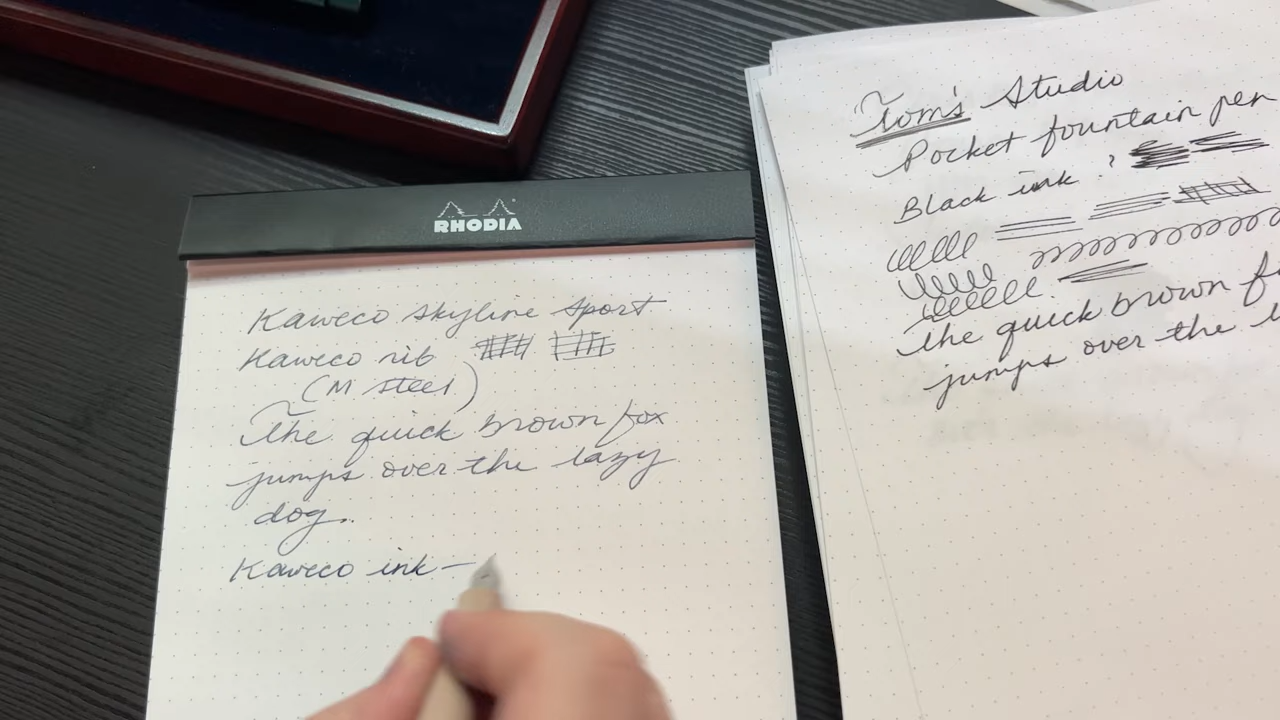 RHODIA
Kaweco Skyline Sport
Kaweco nib
(M steel)
The quick brown fox
jumps over the lazy
dog.
Kaweco ink –
Tom's Studio
Pocket fountain pen
Black ink ?
the quick brown f
jumps over the l